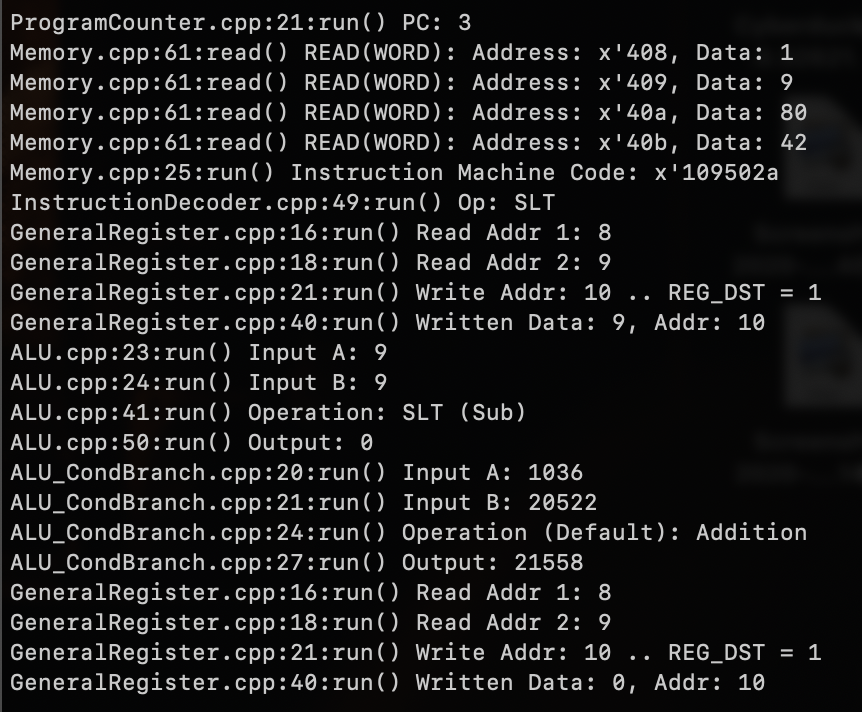 ProgramCounter.cpp:21:run() PC: 3
Memory.cpp:61:read() READ(WORD): Address: x'408, Data: 1
Memory.cpp:61:read() READ(WORD): Address: x'409, Data: 9
Memory.cpp:61:read() READ(WORD): Address: x'40a, Data: 80
Memory.cpp:61:read() READ(WORD): Address: x'40b, Data: 42
Memory.cpp:25:run() Instruction Machine Code: x'109502a
InstructionDecoder.cpp:49:run() Op: SLT
GeneralRegister.cpp:16:run() Read Addr 1: 8
GeneralRegister.cpp:18:run() Read Addr 2: 9
GeneralRegister.cpp:21:run() Write Addr: 10 .. REG_DST = 1
GeneralRegister.cpp:40:run() Written Data: 9, Addr: 10
ALU.cpp:23:run() Input A: 9
ALU.cpp:24:run() Input B: 9
ALU.cpp:41:run() Operation: SLT (Sub)
ALU.cpp:50:run() Output: 0
ALU_CondBranch.cpp:20:run() Input A: 1036
ALU_CondBranch.cpp:21:run() Input B: 20522
ALU_CondBranch.cpp:24:run() Operation (Default): Addition
ALU_CondBranch.cpp:27:run() Output: 21558
GeneralRegister.cpp:16:run() Read Addr 1: 8
GeneralRegister.cpp:18:run() Read Addr 2: 9
GeneralRegister.cpp:21:run() Write Addr: 10 .. REG_DST = 1
GeneralRegister.cpp:40:run() Written Data: 0, Addr: 10